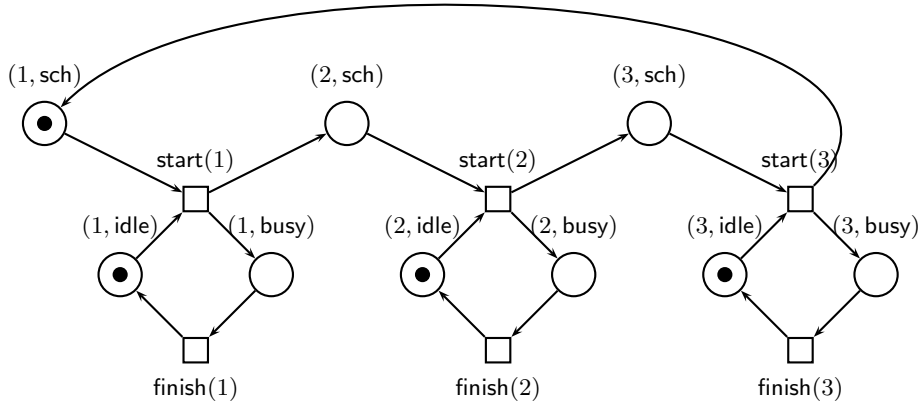 (1, sch)
(2, sch)
(3, sch)
start(1)
start(2)
start(3)
(1, idle)
(1, busy)
(2, idle)
(2, busy)
(3, idle)
(3, busy)
finish(1)
finish(2)
finish(3)